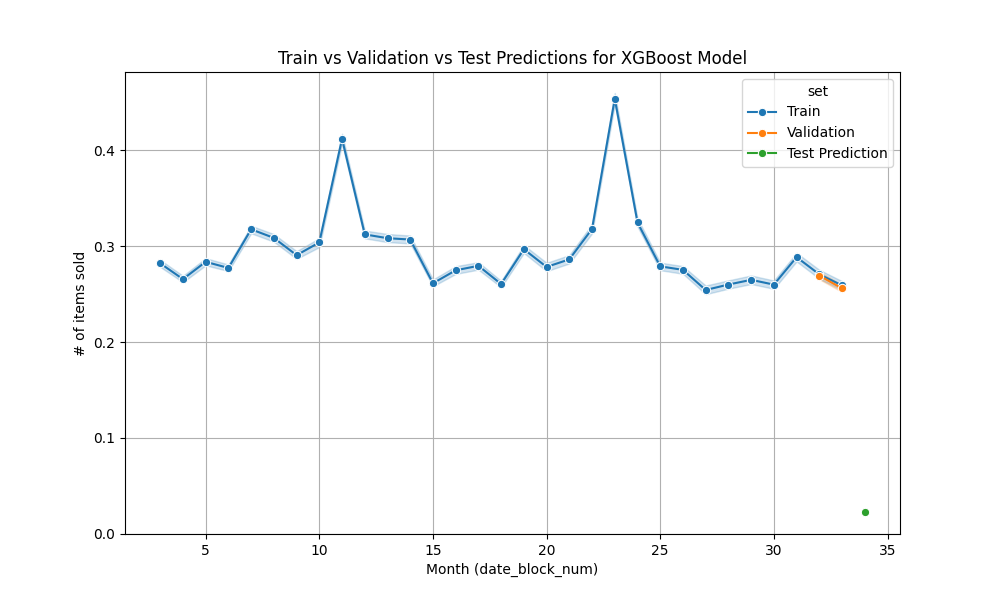 Train vs Validation vs Test Predictions for XGBoost Model
set
Train
Validation
Test Prediction
# of items sold
0.4
0.3
0.2
0.1
0.0
5 10 15 20 25 30 35
Month (date_block_num)